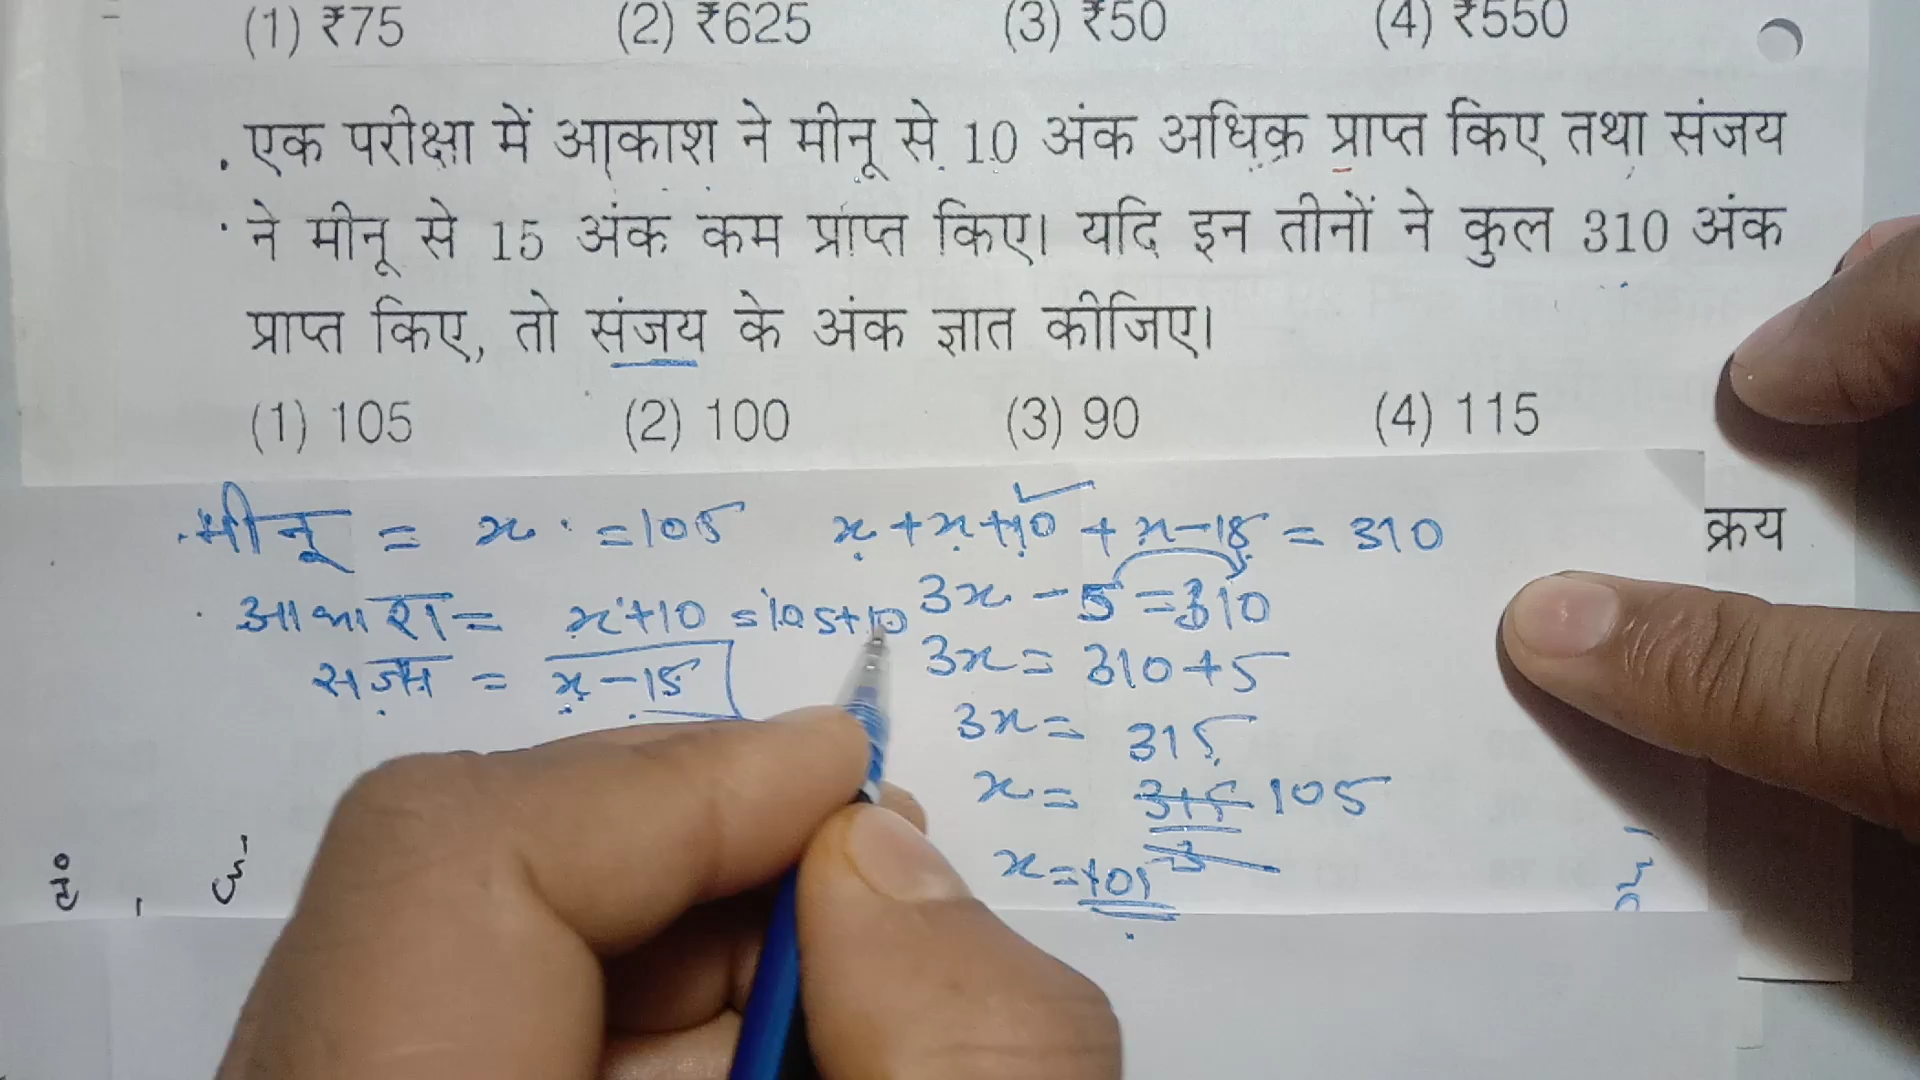 (1) ₹75 (2) ₹625 (3) ₹50 (4) ₹550
एक परीक्षा में आकाश ने मीनू से 10 अंक अधिक प्राप्त किए तथा संजय
ने मीनू से 15 अंक कम प्राप्त किए। यदि इन तीनों ने कुल 310 अंक
प्राप्त किए, तो संजय के अंक ज्ञात कीजिए।
(1) 105 (2) 100 (3) 90 (4) 115
मीनू = x = 105 x + x + 10 + x - 15 = 310
क्रय
आकाश = x + 10 = 105 + 10 3x - 5 = 310
संजय = x - 15 3x = 310 + 5
3x = 315
x = 315 105
3
x =